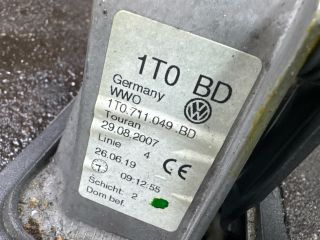 1T0 BD
Germany
WWO
1T0.711.049.BD
Touran
29.08.2007
Linie 4
26.06.19
09:12:55
Schicht: 2
Dom bef.